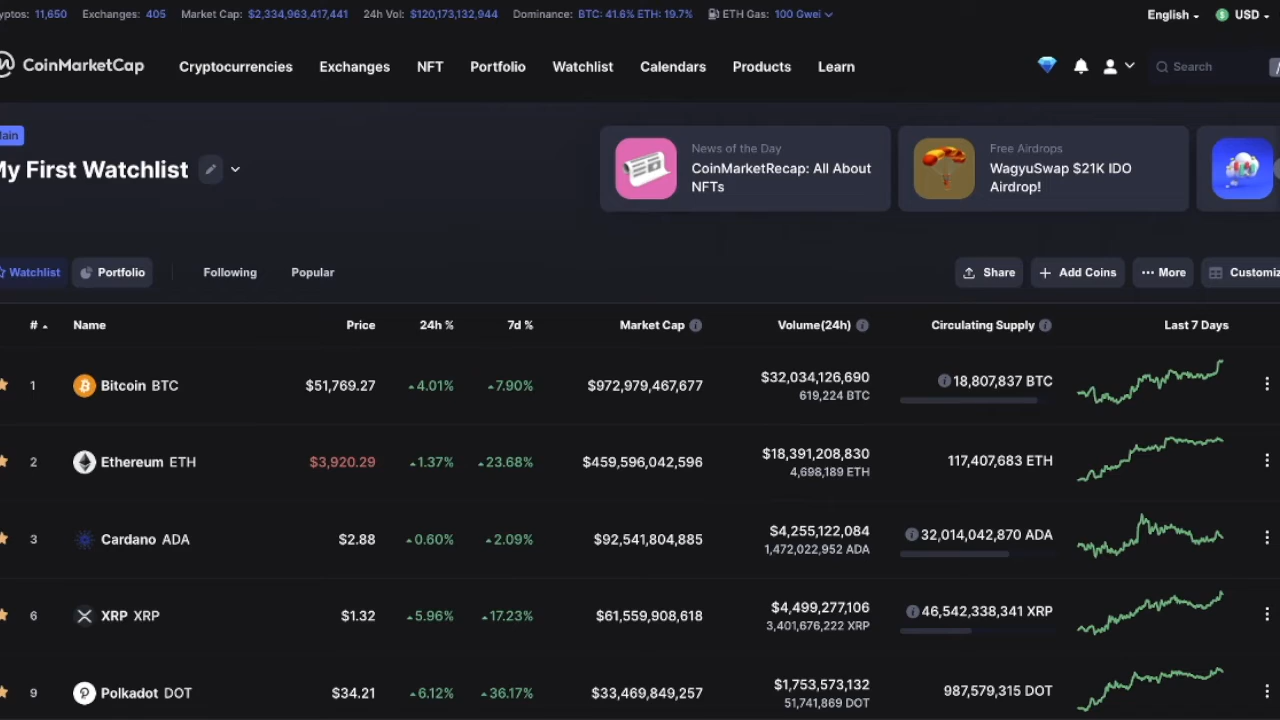 11,650 Exchanges: 405 Market Cap: $2,334,963,417,441 24h Vol: $120,173,132,944 Dominance: BTC: 41.6% ETH: 19.7% ETH Gas: 100 Gwei English USD
CoinMarketCap Cryptocurrencies Exchanges NFT Portfolio Watchlist Calendars Products Learn Search /
My First Watchlist
News of the Day
CoinMarketRecap: All About
NFTs
Free Airdrops
WagyuSwap $21K IDO
Airdrop!
Watchlist Portfolio Following Popular Share + Add Coins ··· More Customiz
# Name Price 24h % 7d % Market Cap Volume(24h) Circulating Supply Last 7 Days
1 Bitcoin BTC $51,769.27 4.01% 7.90% $972,979,467,677 $32,034,126,690 18,807,837 BTC
619,224 BTC
2 Ethereum ETH $3,920.29 1.37% 23.68% $459,596,042,596 $18,391,208,830 117,407,683 ETH
4,698,189 ETH
3 Cardano ADA $2.88 0.60% 2.09% $92,541,804,885 $4,255,122,084 32,014,042,870 ADA
1,472,022,952 ADA
6 XRP XRP $1.32 5.96% 17.23% $61,559,908,618 $4,499,277,106 46,542,338,341 XRP
3,401,676,222 XRP
9 Polkadot DOT $34.21 6.12% 36.17% $33,469,849,257 $1,753,573,132 987,579,315 DOT
51,741,869 DOT